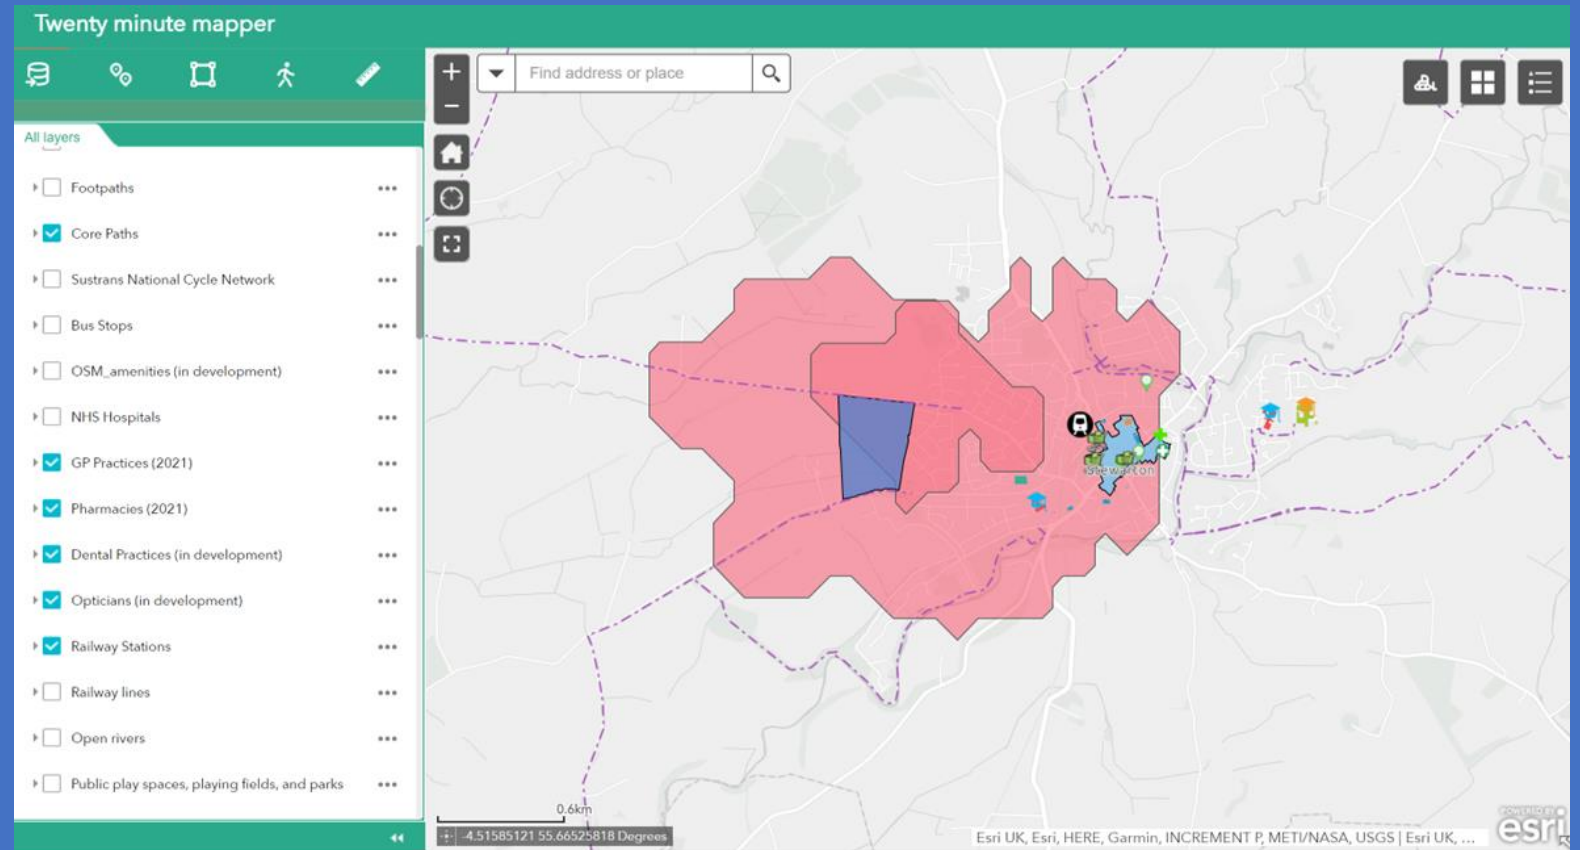 Twenty minute mapper
Find address or place
All layers
Footpaths
Core Paths
Sustrans National Cycle Network
Bus Stops
OSM_amenities (in development)
NHS Hospitals
GP Practices (2021)
Pharmacies (2021)
Dental Practices (in development)
Opticians (in development)
Railway Stations
Railway lines
Open rivers
Public play spaces, playing fields, and parks
Stewarton
0.6km
-4.51585121 55.66525818 Degrees
Esri UK, Esri, HERE, Garmin, INCREMENT P, METI/NASA, USGS | Esri UK, ...
POWERED BY
esri